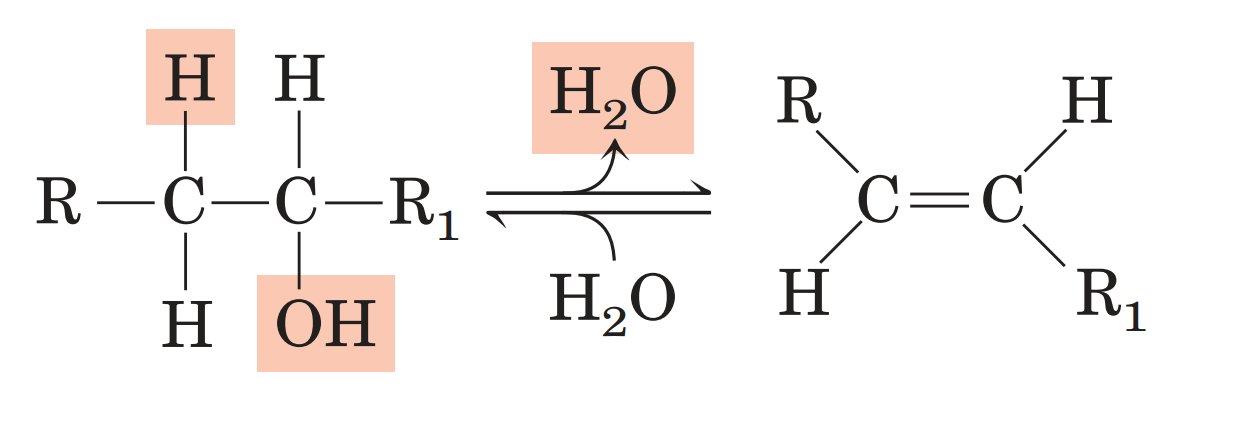 H H H₂O R H
R C C R₁ C C
H OH H₂O H R₁